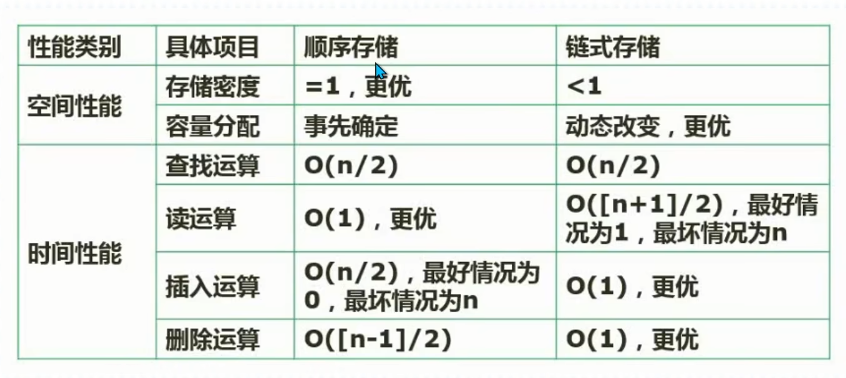 性能类别 具体项目 顺序存储 链式存储
空间性能 存储密度 =1，更优 <1
容量分配 事先确定 动态改变，更优
时间性能 查找运算 O(n/2) O(n/2)
读运算 O(1)，更优 O([n+1]/2)，最好情
况为1，最坏情况为n
插入运算 O(n/2)，最好情况为
0，最坏情况为n O(1)，更优
删除运算 O([n-1]/2) O(1)，更优